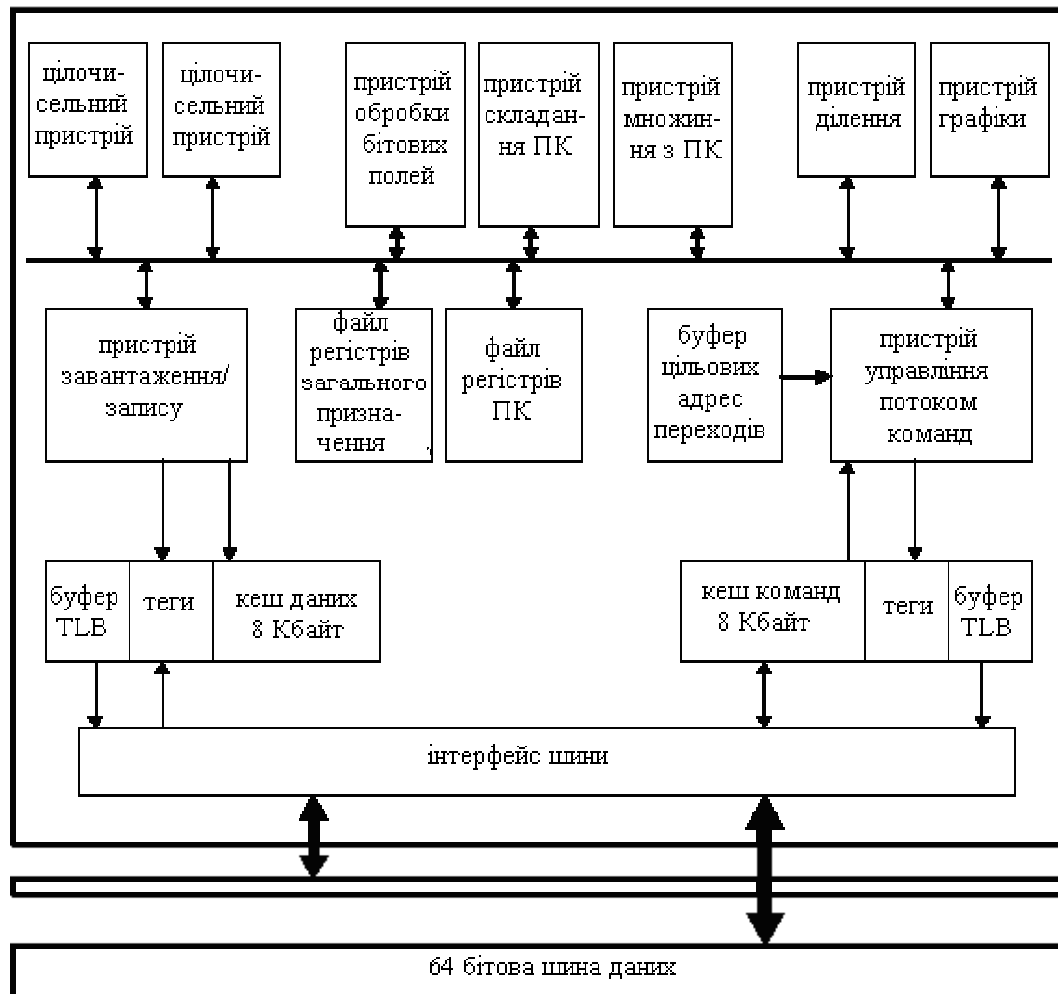 цілочи-
сельний
пристрій
цілочи-
сельний
пристрій
пристрій
обробки
бітових
полей
пристрій
складан-
ня ПК
пристрій
множин-
ня з ПК
пристрій
ділення
пристрій
графіки
пристрій
завантаження/
запису
файл
регістрів
загального
призна-
чення
файл
регістрів
ПК
буфер
цільових
адрес
переходів
пристрій
управління
потоком
команд
буфер
TLB
теги
кеш даних
8 Кбайт
кеш команд
8 Кбайт
теги
буфер
TLB
інтерфейс шини
64 бітова шина даних